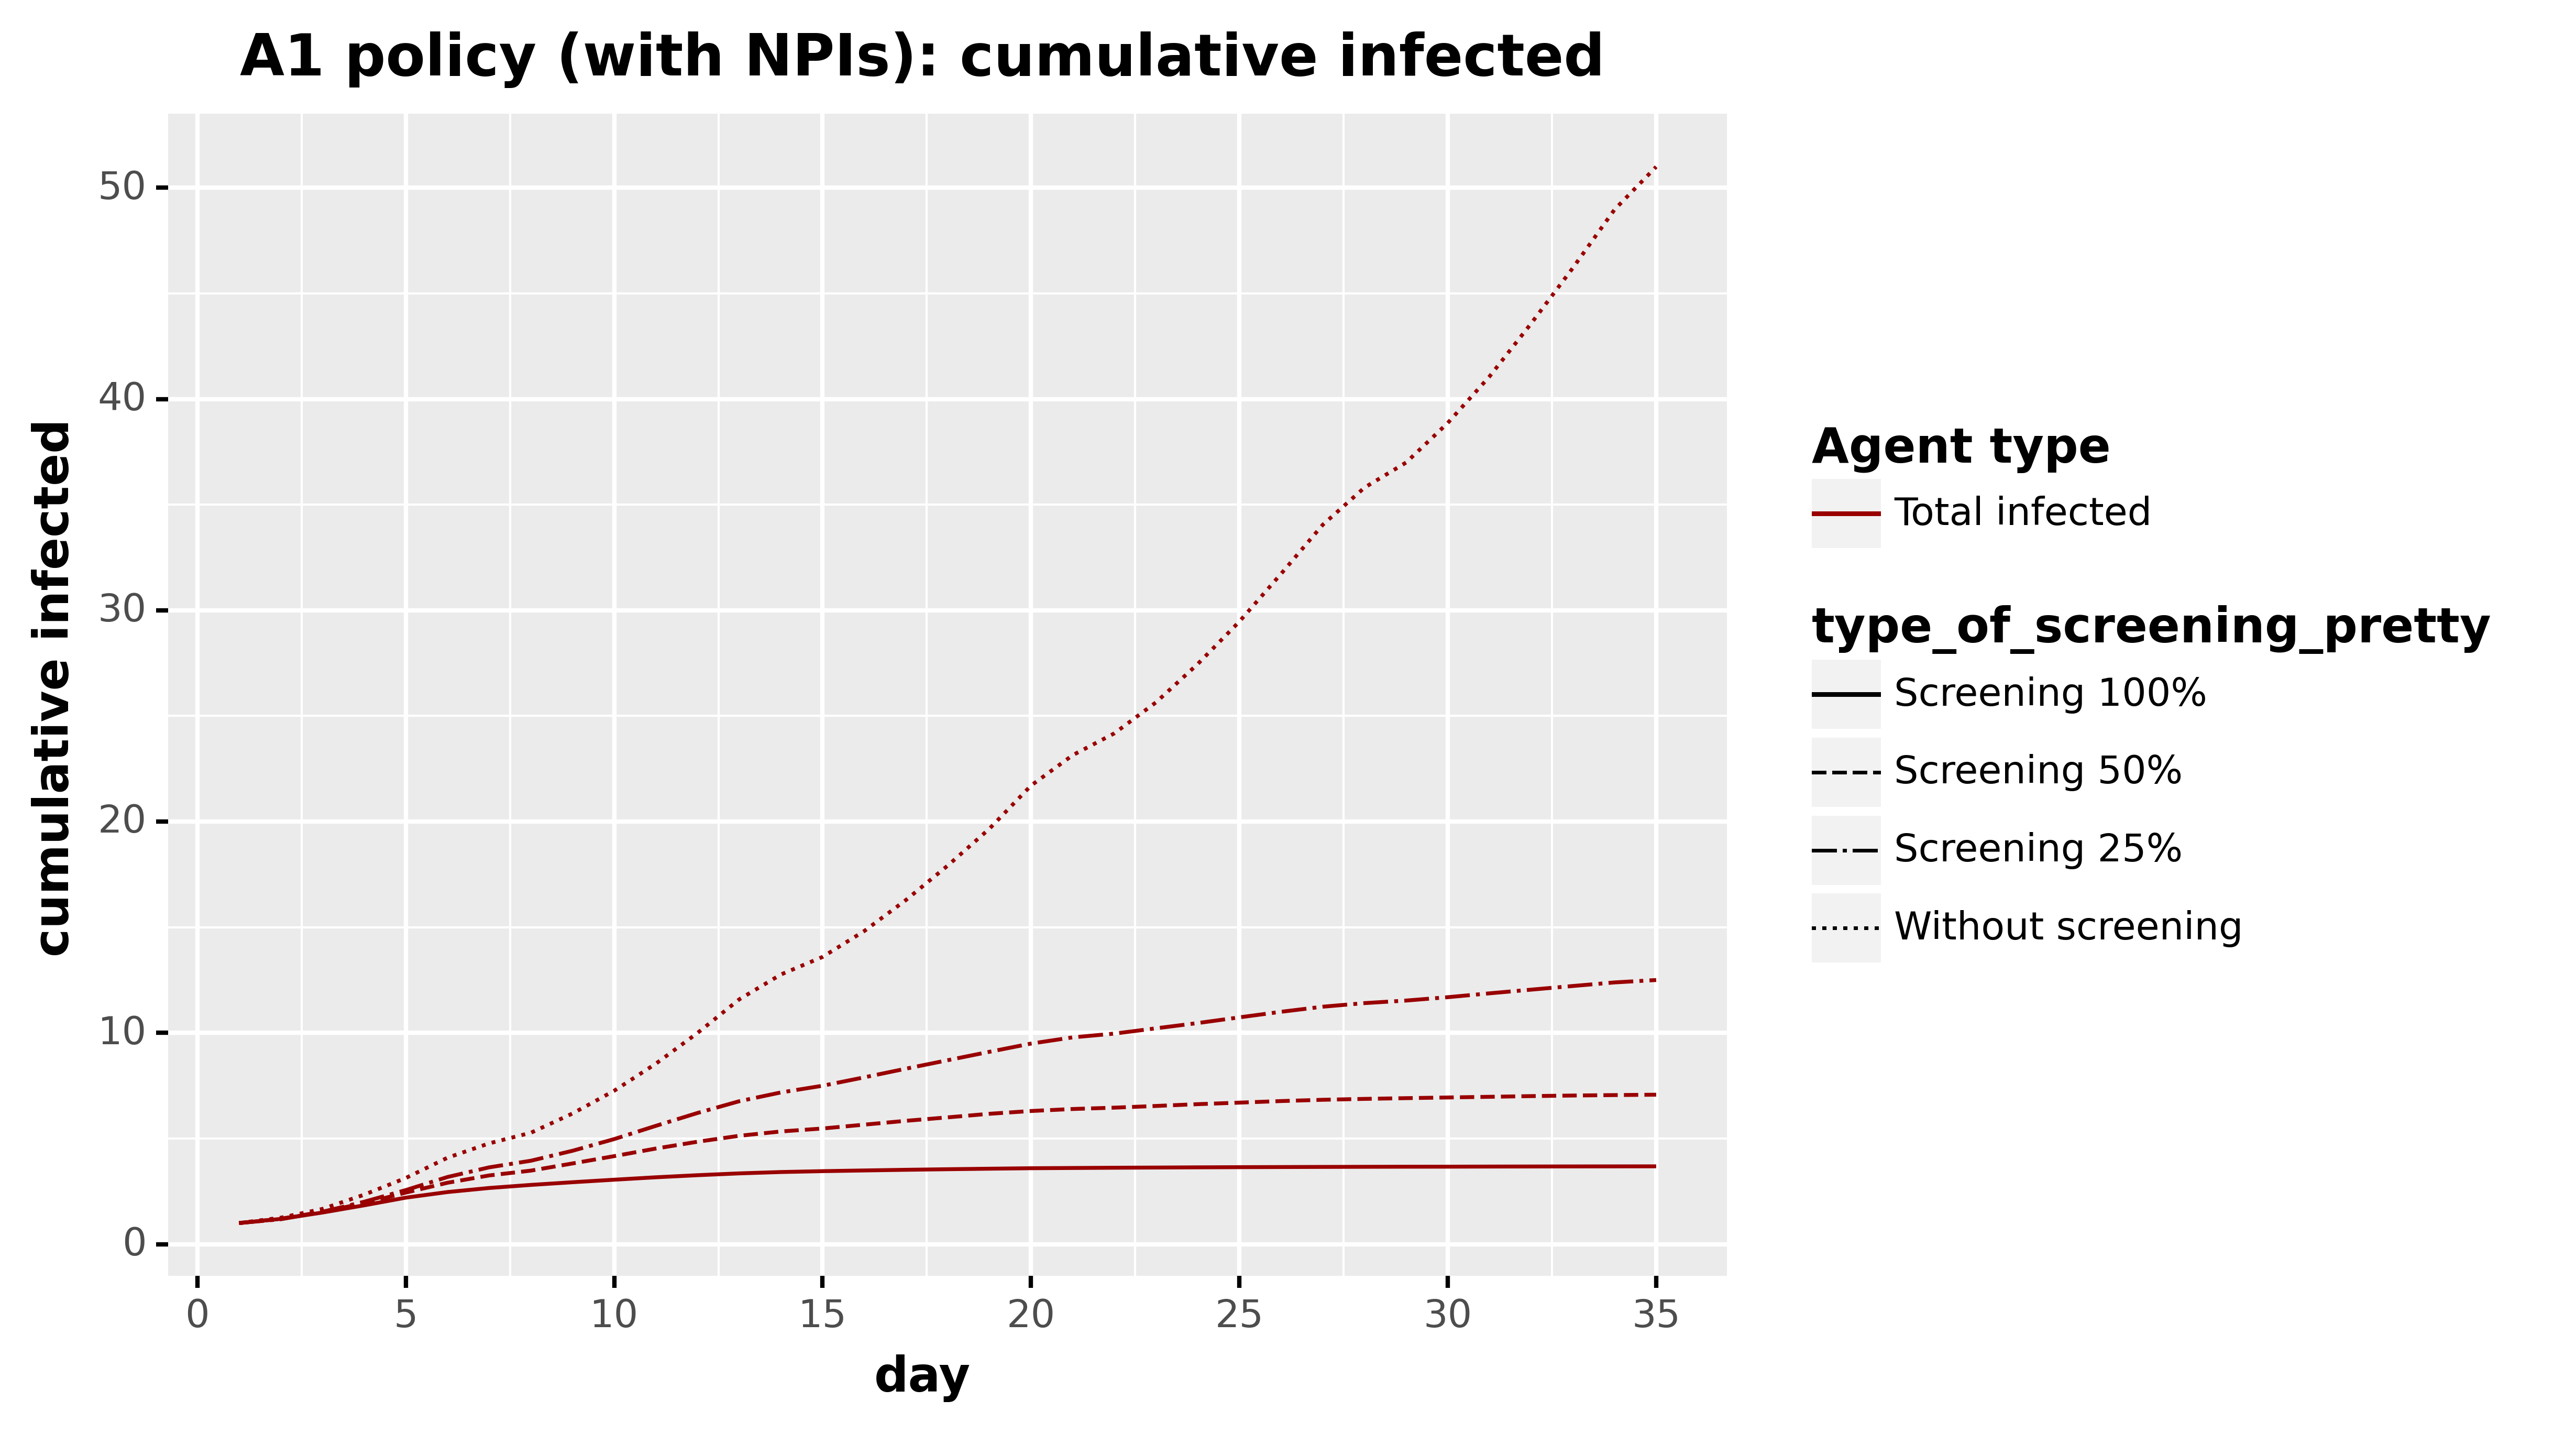 A1 policy (with NPIs): cumulative infected
cumulative infected
50
40
30
20
10
0
0 5 10 15 20 25 30 35
day
Agent type
Total infected
type_of_screening_pretty
Screening 100%
Screening 50%
Screening 25%
Without screening